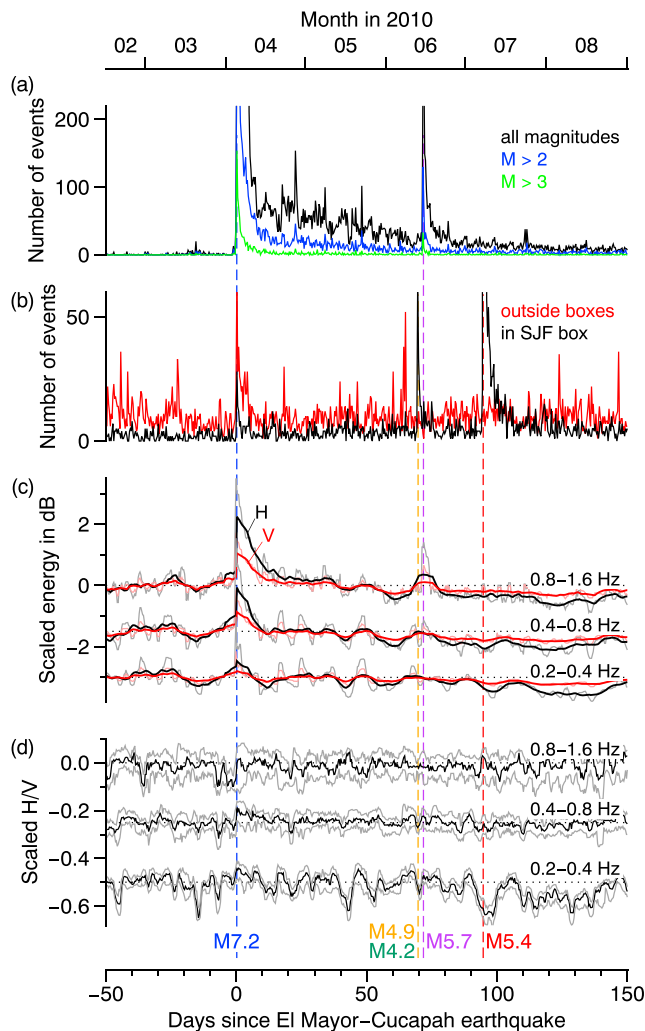 Month in 2010
02 03 04 05 06 07 08
(a)
Number of events
200
100
0
all magnitudes
M > 2
M > 3
(b)
Number of events
50
0
outside boxes
in SJF box
(c)
Scaled energy in dB
2
0
−2
H
V
0.8−1.6 Hz
0.4−0.8 Hz
0.2−0.4 Hz
(d)
Scaled H/V
0.0
−0.2
−0.4
−0.6
0.8−1.6 Hz
0.4−0.8 Hz
0.2−0.4 Hz
M7.2
M4.9
M4.2
M5.7
M5.4
−50 0 50 100 150
Days since El Mayor−Cucapah earthquake